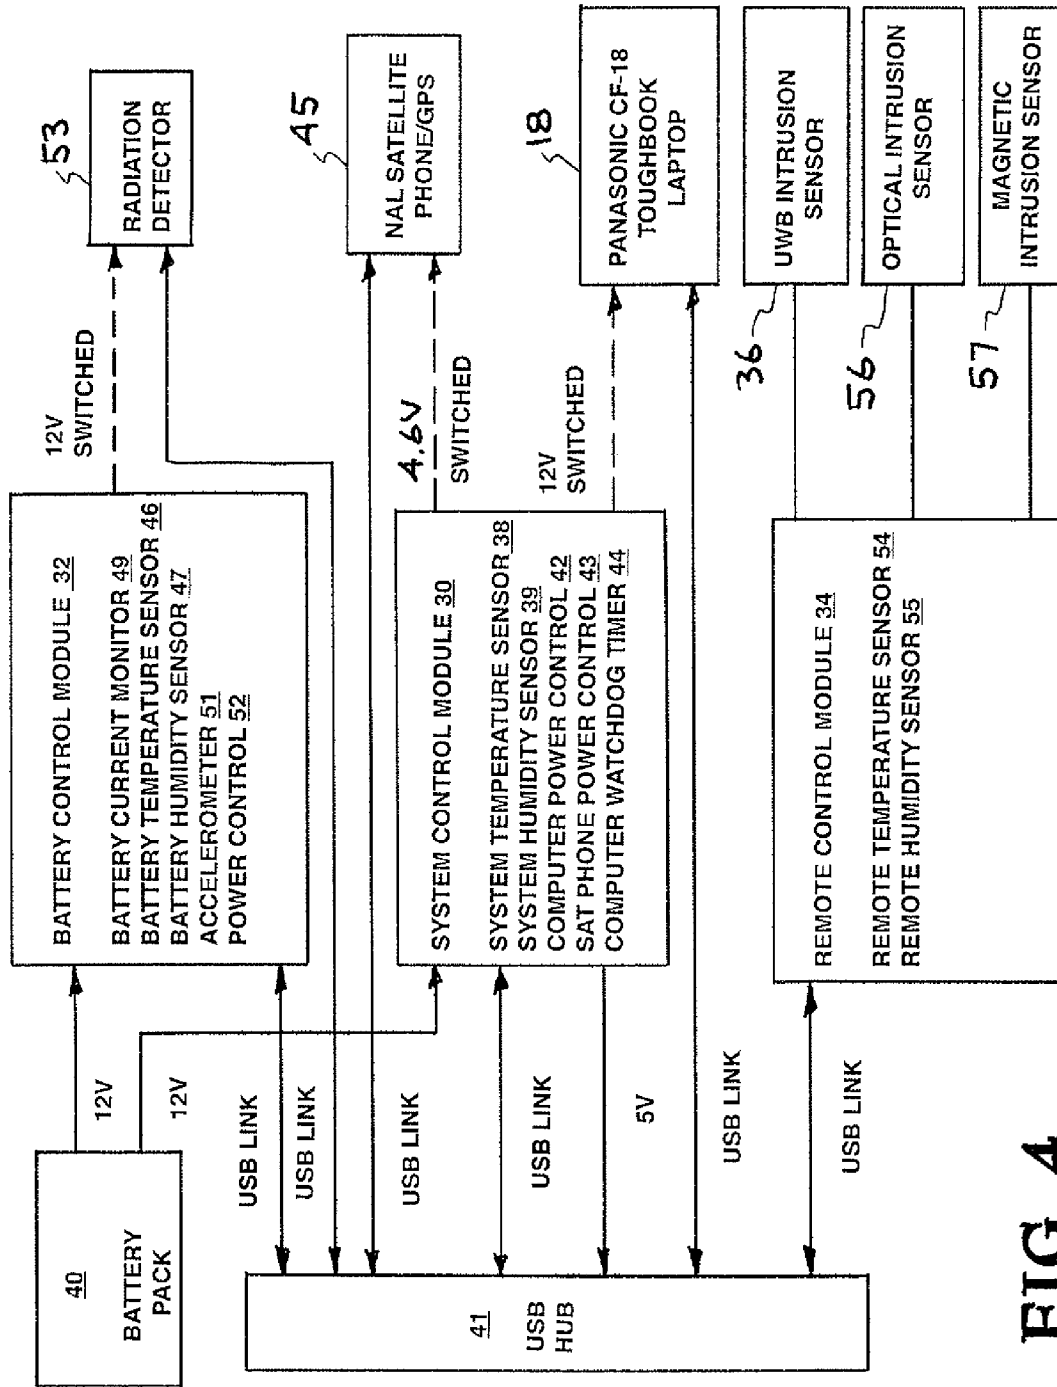 40
BATTERY
PACK
12V
12V
BATTERY CONTROL MODULE 32
BATTERY CURRENT MONITOR 49
BATTERY TEMPERATURE SENSOR 46
BATTERY HUMIDITY SENSOR 47
ACCELEROMETER 51
POWER CONTROL 52
12V
SWITCHED
53
RADIATION
DETECTOR
USB LINK
USB LINK
45
NAL SATELLITE
PHONE/GPS
USB LINK
4.6V
SWITCHED
SYSTEM CONTROL MODULE 30
SYSTEM TEMPERATURE SENSOR 38
SYSTEM HUMIDITY SENSOR 39
COMPUTER POWER CONTROL 42
SAT PHONE POWER CONTROL 43
COMPUTER WATCHDOG TIMER 44
USB LINK
12V
SWITCHED
18
PANASONIC CF-18
TOUGHBOOK
LAPTOP
41
USB
HUB
5V
USB LINK
36
UWB INTRUSION
SENSOR
USB LINK
REMOTE CONTROL MODULE 34
REMOTE TEMPERATURE SENSOR 54
REMOTE HUMIDITY SENSOR 55
56
OPTICAL INTRUSION
SENSOR
57
MAGNETIC
INTRUSION SENSOR
FIG 4